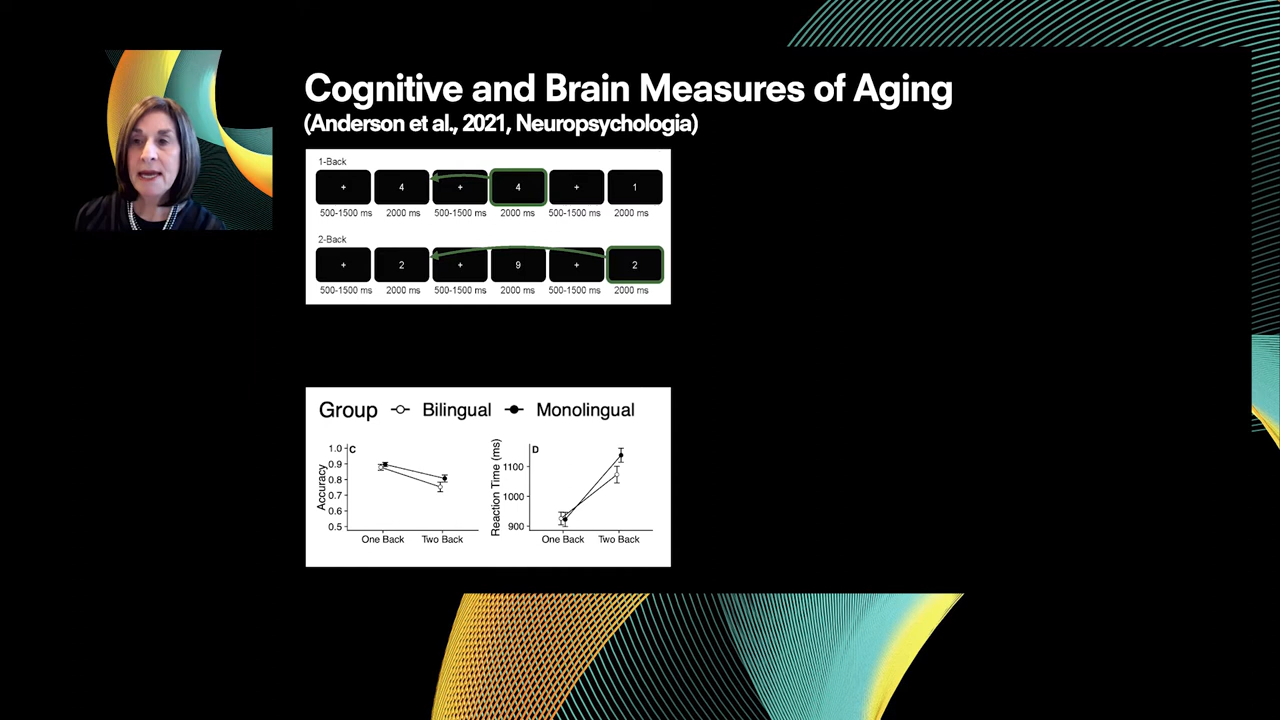 Cognitive and Brain Measures of Aging
(Anderson et al., 2021, Neuropsychologia)
1-Back
+ 4 + 4 + 1
500-1500 ms 2000 ms 500-1500 ms 2000 ms 500-1500 ms 2000 ms
2-Back
+ 2 + 9 + 2
500-1500 ms 2000 ms 500-1500 ms 2000 ms 500-1500 ms 2000 ms
Group Bilingual Monolingual
C
Accuracy
1.0
0.9
0.8
0.7
0.6
0.5
One Back Two Back
D
Reaction Time (ms)
1100
1000
900
One Back Two Back